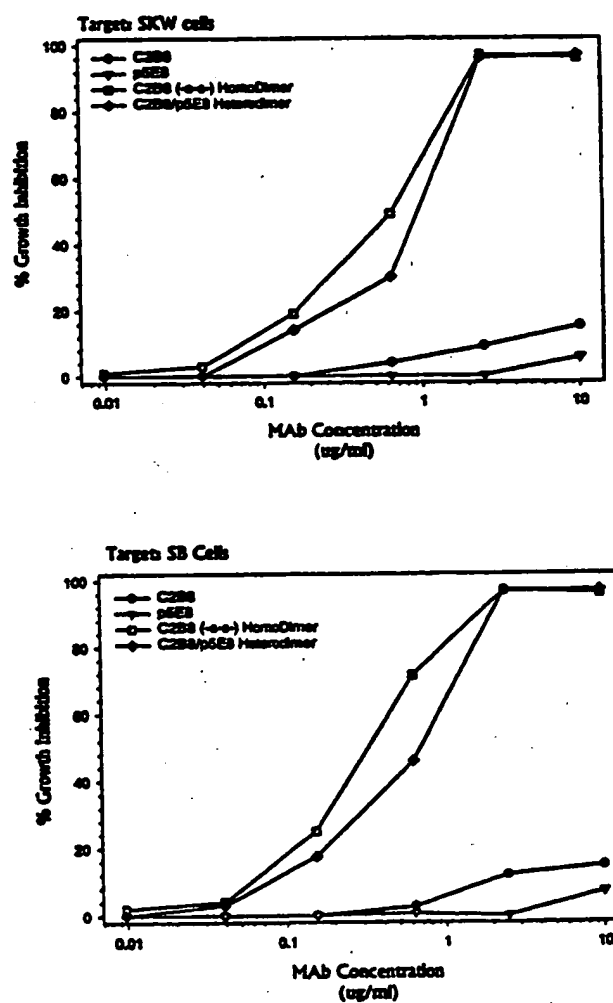 Target: SKW cells
C2B8
p5E8
C2B8 (-s-s-) HomoDimer
C2B8/p5E8 Heterodimer
100
80
60
40
20
0
% Growth Inhibition
0.01
0.1
1
10
MAb Concentration
(ug/ml)
Target: SB Cells
C2B8
p5E8
C2B8 (-s-s-) HomoDimer
C2B8/p5E8 Heterodimer
100
80
60
40
20
0
% Growth Inhibition
0.01
0.1
1
10
MAb Concentration
(ug/ml)